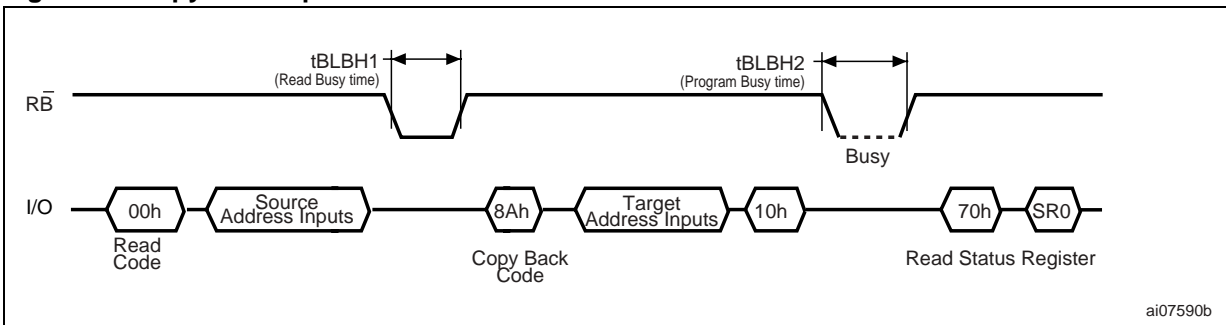 tBLBH1
(Read Busy time)
tBLBH2
(Program Busy time)
RB̅
Busy
I/O
00h
Source
Address Inputs
8Ah
Target
Address Inputs
10h
70h
SR0
Read
Code
Copy Back
Code
Read Status Register
ai07590b